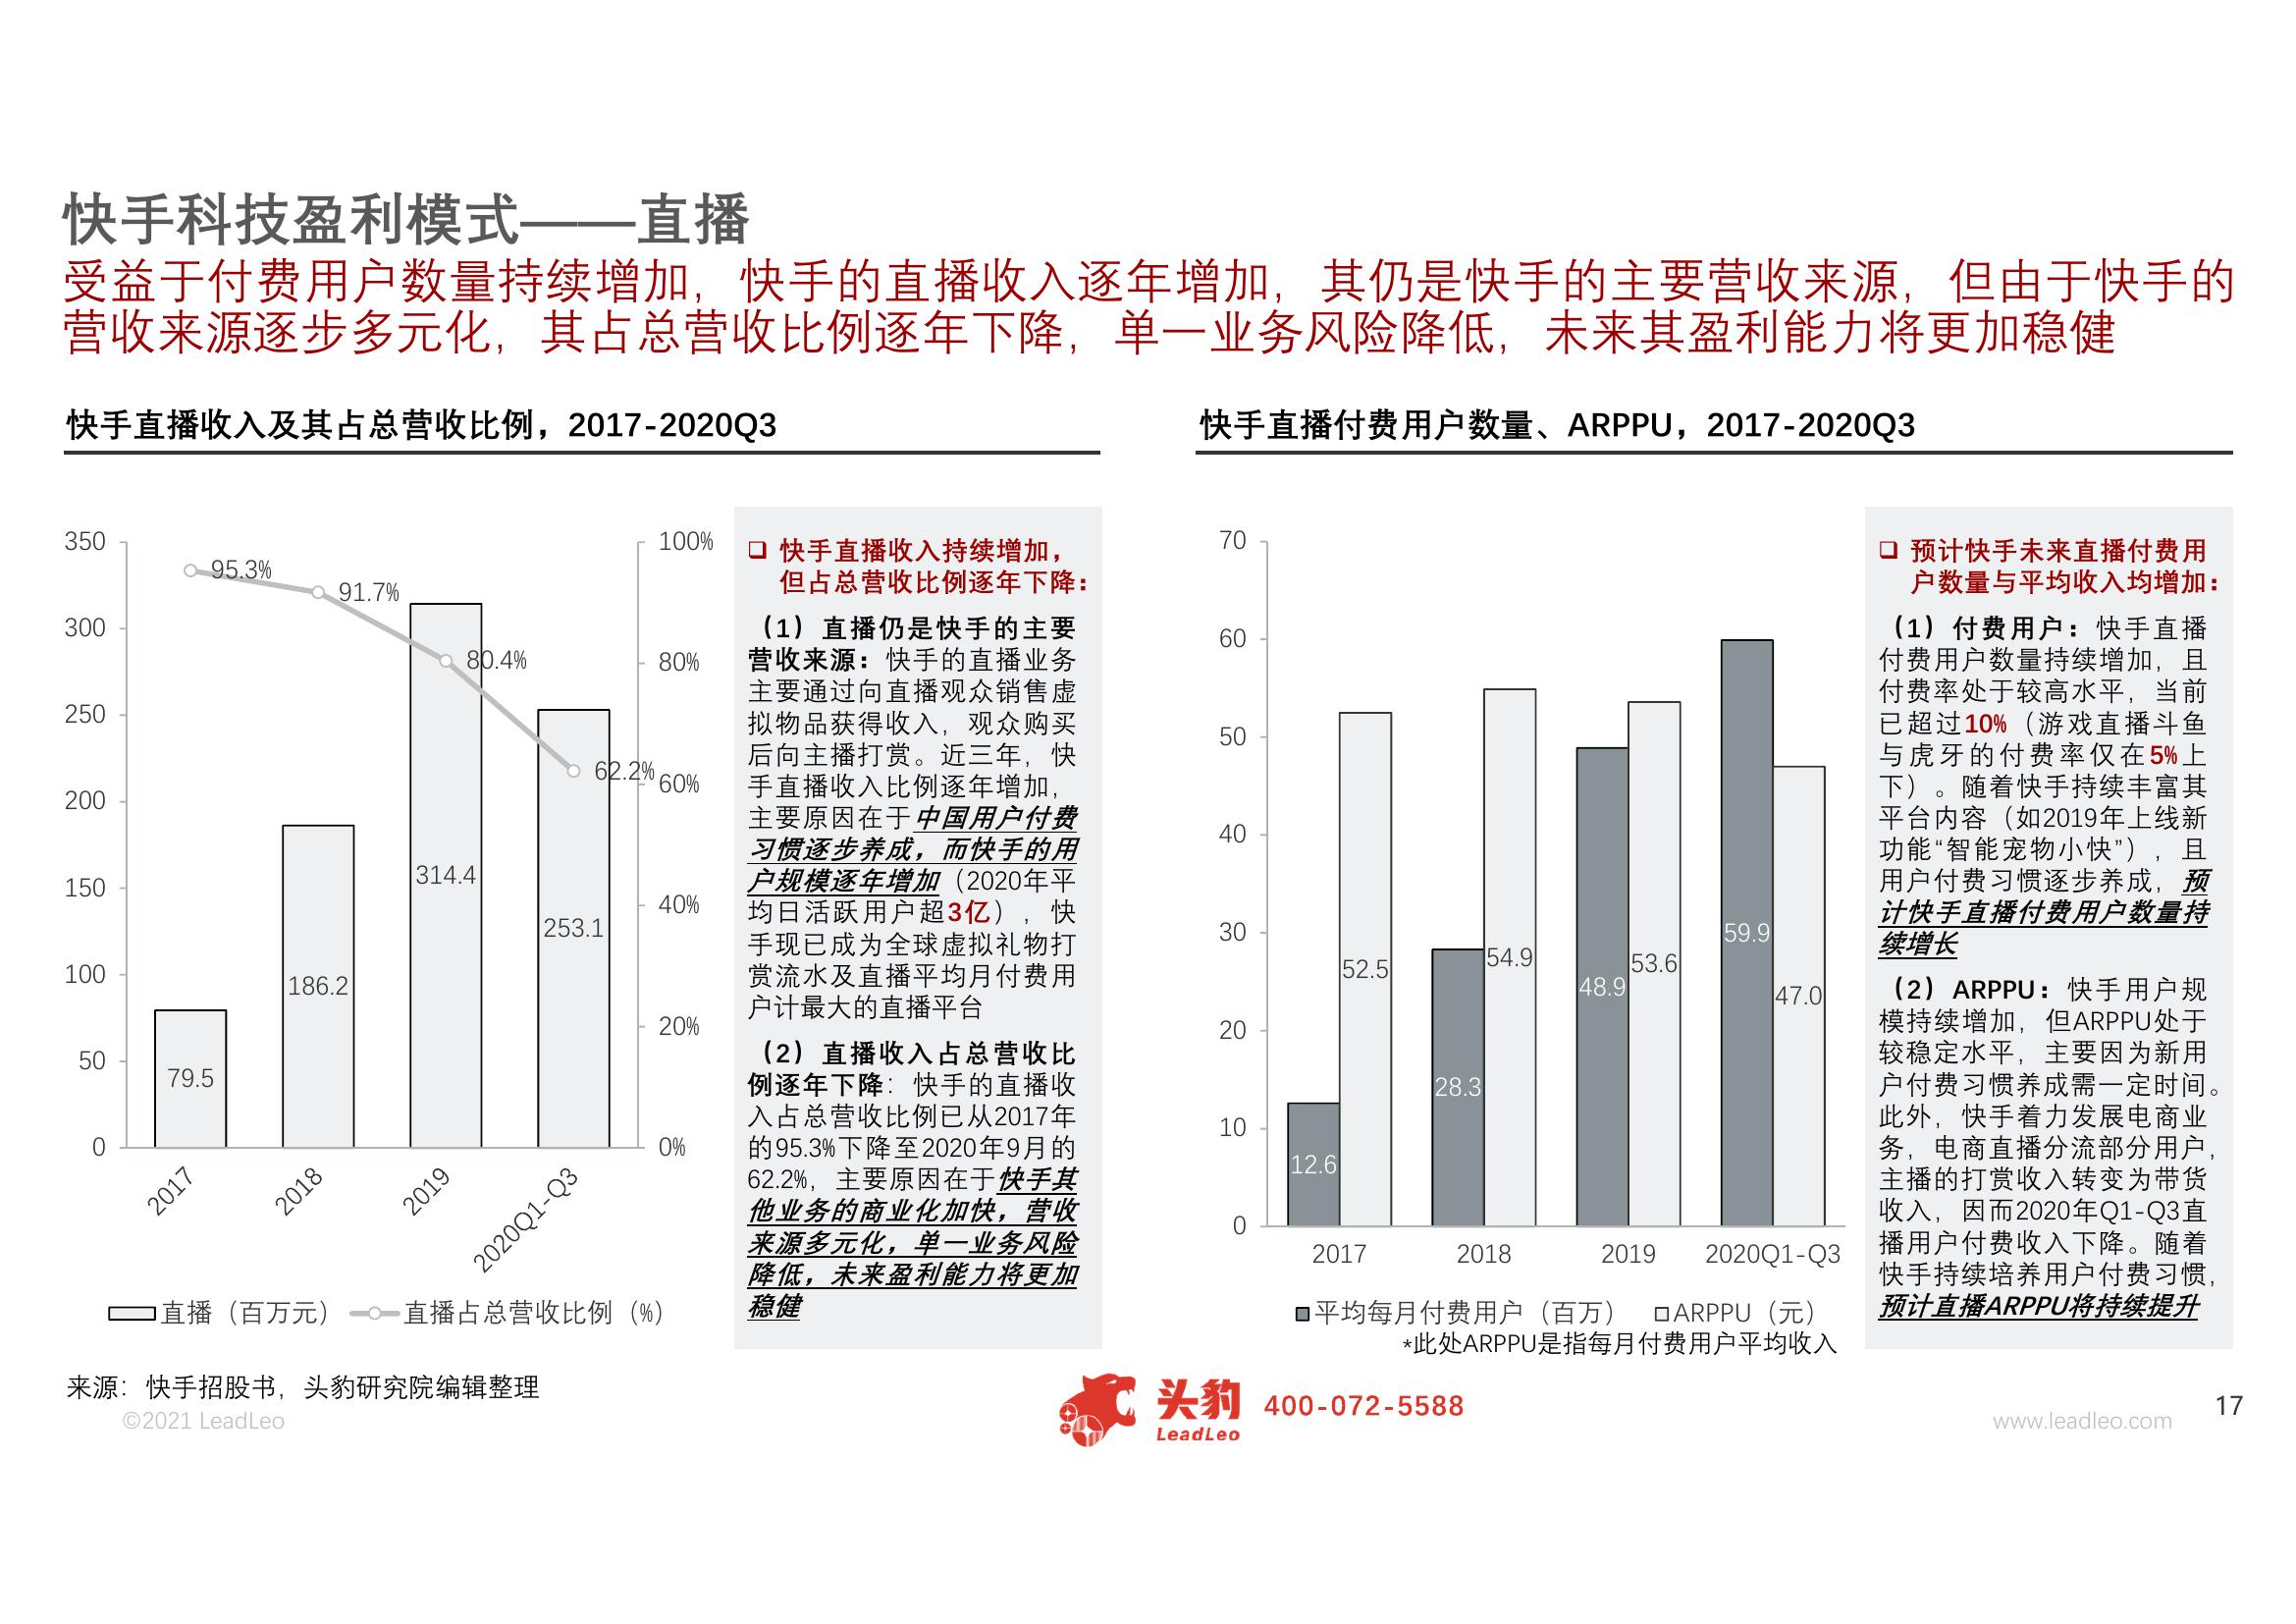 快手科技盈利模式——直播
受益于付费用户数量持续增加，快手的直播收入逐年增加，其仍是快手的主要营收来源，但由于快手的
营收来源逐步多元化，其占总营收比例逐年下降，单一业务风险降低，未来其盈利能力将更加稳健
快手直播收入及其占总营收比例，2017-2020Q3
350
300
250
200
150
100
50
0
100%
80%
60%
40%
20%
0%
95.3%
91.7%
80.4%
62.2%
79.5
186.2
314.4
253.1
2017
2018
2019
2020Q1-Q3
直播（百万元）
直播占总营收比例（%）
❑ 快手直播收入持续增加，
但占总营收比例逐年下降：
（1）直播仍是快手的主要
营收来源：快手的直播业务
主要通过向直播观众销售虚
拟物品获得收入，观众购买
后向主播打赏。近三年，快
手直播收入比例逐年增加，
主要原因在于中国用户付费
习惯逐步养成，而快手的用
户规模逐年增加（2020年平
均日活跃用户超3亿），快
手现已成为全球虚拟礼物打
赏流水及直播平均月付费用
户计最大的直播平台
（2）直播收入占总营收比
例逐年下降：快手的直播收
入占总营收比例已从2017年
的95.3%下降至2020年9月的
62.2%，主要原因在于快手其
他业务的商业化加快，营收
来源多元化，单一业务风险
降低，未来盈利能力将更加
稳健
快手直播付费用户数量、ARPPU，2017-2020Q3
70
60
50
40
30
20
10
0
12.6
52.5
28.3
54.9
48.9
53.6
59.9
47.0
2017
2018
2019
2020Q1-Q3
平均每月付费用户（百万）
ARPPU（元）
*此处ARPPU是指每月付费用户平均收入
❑ 预计快手未来直播付费用
户数量与平均收入均增加：
（1）付费用户：快手直播
付费用户数量持续增加，且
付费率处于较高水平，当前
已超过10%（游戏直播斗鱼
与虎牙的付费率仅在5%上
下）。随着快手持续丰富其
平台内容（如2019年上线新
功能“智能宠物小快”），且
用户付费习惯逐步养成，预
计快手直播付费用户数量持
续增长
（2）ARPPU：快手用户规
模持续增加，但ARPPU处于
较稳定水平，主要因为新用
户付费习惯养成需一定时间。
此外，快手着力发展电商业
务，电商直播分流部分用户，
主播的打赏收入转变为带货
收入，因而2020年Q1-Q3直
播用户付费收入下降。随着
快手持续培养用户付费习惯，
预计直播ARPPU将持续提升
来源：快手招股书，头豹研究院编辑整理
©2021 LeadLeo
头豹
LeadLeo
400-072-5588
www.leadleo.com
17